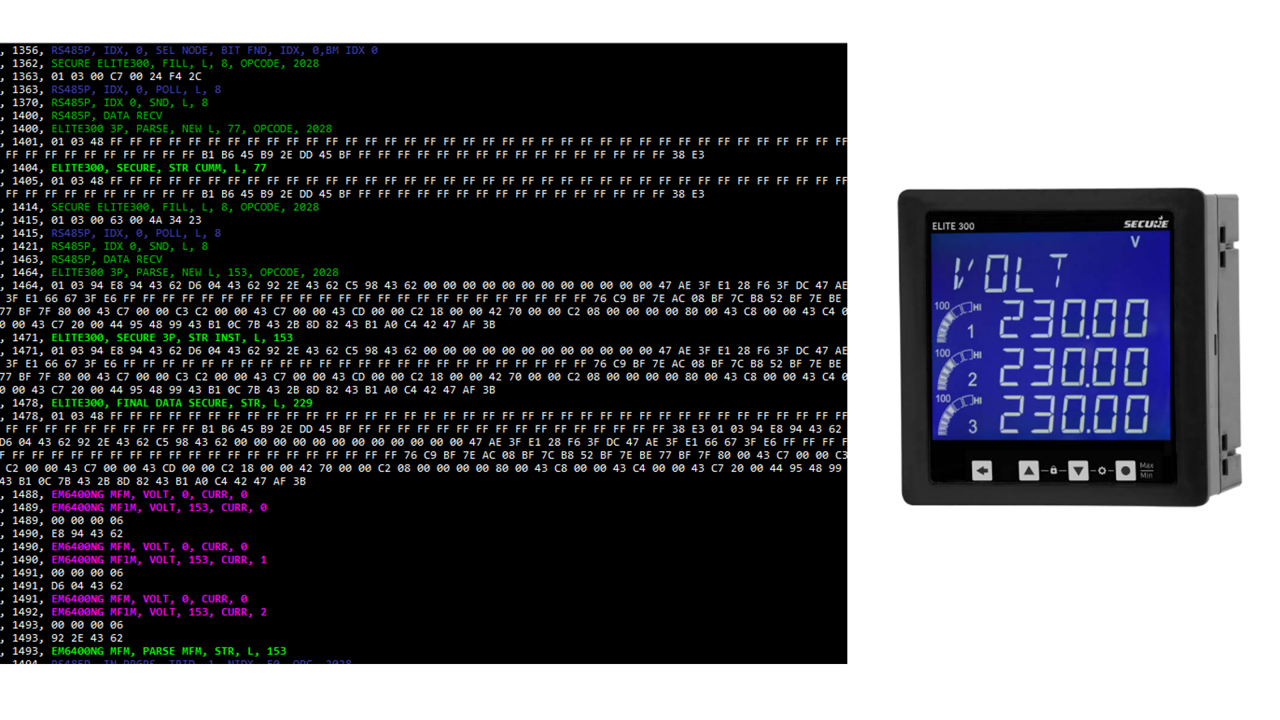 , 1356, RS485P, IDX, 0, SEL NODE, BIT FND, IDX, 0,BM IDX 0
, 1362, SECURE ELITE300, FILL, L, 8, OPCODE, 2028
, 1363, 01 03 00 C7 00 24 F4 2C
, 1363, RS485P, IDX, 0, POLL, L, 8
, 1370, RS485P, IDX 0, SND, L, 8
, 1400, RS485P, DATA RECV
, 1400, ELITE300 3P, PARSE, NEW L, 77, OPCODE, 2028
, 1401, 01 03 48 FF FF FF FF FF FF FF FF FF FF FF FF FF FF FF FF FF FF FF FF FF FF FF FF FF FF FF FF FF FF FF FF FF FF FF FF FF FF
FF FF FF FF FF FF FF FF FF FF B1 B6 45 B9 2E DD 45 BF FF FF FF FF FF FF FF FF FF FF FF FF FF FF FF FF 38 E3
, 1404, ELITE300, SECURE, STR CUMM, L, 77
, 1405, 01 03 48 FF FF FF FF FF FF FF FF FF FF FF FF FF FF FF FF FF FF FF FF FF FF FF FF FF FF FF FF FF FF FF FF FF FF FF FF FF FF
FF FF FF FF FF FF FF FF FF FF B1 B6 45 B9 2E DD 45 BF FF FF FF FF FF FF FF FF FF FF FF FF FF FF FF FF 38 E3
, 1414, SECURE ELITE300, FILL, L, 8, OPCODE, 2028
, 1415, 01 03 00 63 00 4A 34 23
, 1415, RS485P, IDX, 0, POLL, L, 8
, 1421, RS485P, IDX 0, SND, L, 8
, 1463, RS485P, DATA RECV
, 1464, ELITE300 3P, PARSE, NEW L, 153, OPCODE, 2028
, 1464, 01 03 94 E8 94 43 62 D6 04 43 62 92 2E 43 62 C5 98 43 62 00 00 00 00 00 00 00 00 00 00 00 00 47 AE 3F E1 28 F6 3F DC 47 AE
3F E1 66 67 3F E6 FF FF FF FF FF FF FF FF FF FF FF FF FF FF FF FF FF FF FF FF FF FF FF FF 76 C9 BF 7E AC 08 BF 7C B8 52 BF 7E BE
77 BF 7F 80 00 43 C7 00 00 C3 C2 00 00 43 C7 00 00 43 CD 00 00 C2 18 00 00 42 70 00 00 C2 08 00 00 00 00 80 00 43 C8 00 00 43 C4 0
0 00 43 C7 20 00 44 95 48 99 43 B1 0C 7B 43 2B 8D 82 43 B1 A0 C4 42 47 AF 3B
, 1471, ELITE300, SECURE 3P, STR INST, L, 153
, 1471, 01 03 94 E8 94 43 62 D6 04 43 62 92 2E 43 62 C5 98 43 62 00 00 00 00 00 00 00 00 00 00 00 00 47 AE 3F E1 28 F6 3F DC 47 AE
3F E1 66 67 3F E6 FF FF FF FF FF FF FF FF FF FF FF FF FF FF FF FF FF FF FF FF FF FF FF FF 76 C9 BF 7E AC 08 BF 7C B8 52 BF 7E BE
77 BF 7F 80 00 43 C7 00 00 C3 C2 00 00 43 C7 00 00 43 CD 00 00 C2 18 00 00 42 70 00 00 C2 08 00 00 00 00 80 00 43 C8 00 00 43 C4 0
0 00 43 C7 20 00 44 95 48 99 43 B1 0C 7B 43 2B 8D 82 43 B1 A0 C4 42 47 AF 3B
, 1478, ELITE300, FINAL DATA SECURE, STR, L, 229
, 1478, 01 03 48 FF FF FF FF FF FF FF FF FF FF FF FF FF FF FF FF FF FF FF FF FF FF FF FF FF FF FF FF FF FF FF FF FF FF FF FF FF FF
FF FF FF FF FF FF FF FF FF FF B1 B6 45 B9 2E DD 45 BF FF FF FF FF FF FF FF FF FF FF FF FF FF FF FF FF 38 E3 01 03 94 E8 94 43 62
D6 04 43 62 92 2E 43 62 C5 98 43 62 00 00 00 00 00 00 00 00 00 00 00 00 47 AE 3F E1 28 F6 3F DC 47 AE 3F E1 66 67 3F E6 FF FF FF F
F FF FF FF FF FF FF FF FF FF FF FF FF FF FF FF FF FF FF FF FF 76 C9 BF 7E AC 08 BF 7C B8 52 BF 7E BE 77 BF 7F 80 00 43 C7 00 00 C3
C2 00 00 43 C7 00 00 43 CD 00 00 C2 18 00 00 42 70 00 00 C2 08 00 00 00 00 80 00 43 C8 00 00 43 C4 00 00 43 C7 20 00 44 95 48 99
43 B1 0C 7B 43 2B 8D 82 43 B1 A0 C4 42 47 AF 3B
, 1488, EM6400NG MFM, VOLT, 0, CURR, 0
, 1489, EM6400NG MF1M, VOLT, 153, CURR, 0
, 1489, 00 00 00 06
, 1490, E8 94 43 62
, 1490, EM6400NG MFM, VOLT, 0, CURR, 0
, 1490, EM6400NG MF1M, VOLT, 153, CURR, 1
, 1491, 00 00 00 06
, 1491, D6 04 43 62
, 1491, EM6400NG MFM, VOLT, 0, CURR, 0
, 1492, EM6400NG MF1M, VOLT, 153, CURR, 2
, 1493, 00 00 00 06
, 1493, 92 2E 43 62
, 1493, EM6400NG MFM, PARSE MFM, STR, L, 153
ELITE 300 SECURE
V
VOLT
100 HI 1 230.00
100 HI 2 230.00
100 HI 3 230.00
Max
Min